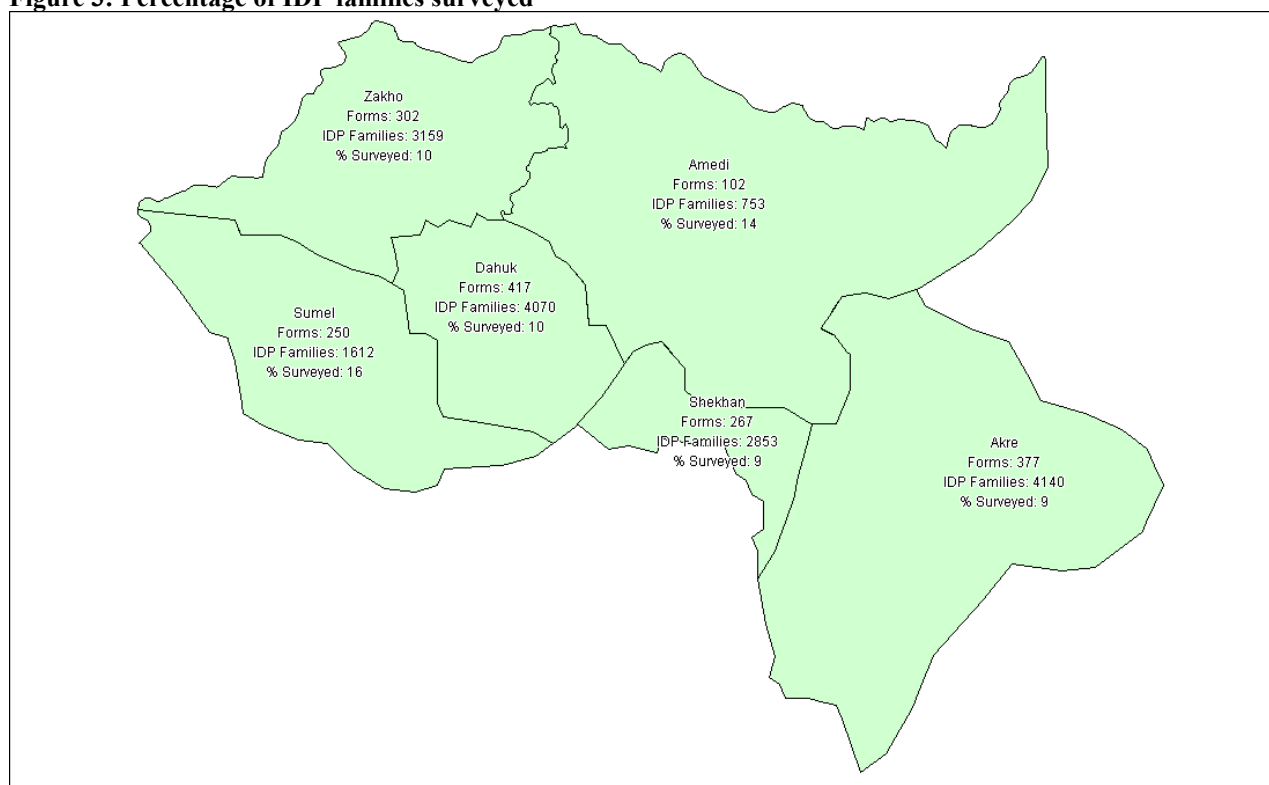 Figure 3: Percentage of IDP families surveyed
Zakho
Forms: 302
IDP Families: 3159
% Surveyed: 10
Amedi
Forms: 102
IDP Families: 753
% Surveyed: 14
Dahuk
Forms: 417
IDP Families: 4070
% Surveyed: 10
Sumel
Forms: 250
IDP Families: 1612
% Surveyed: 16
Shekhan
Forms: 267
IDP Families: 2853
% Surveyed: 9
Akre
Forms: 377
IDP Families: 4140
% Surveyed: 9